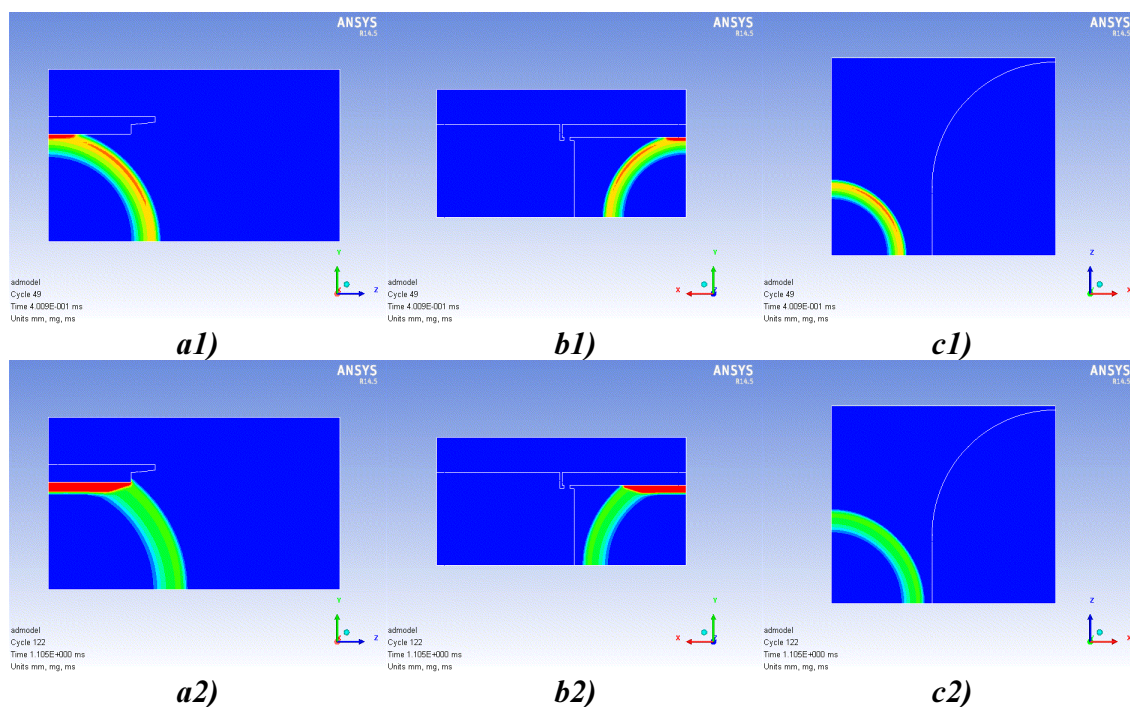 ANSYS
R14.5
Y
Z
admodel
Cycle 49
Time 4.009E-001 ms
Units mm, mg, ms
a1)
ANSYS
R14.5
Y
X
admodel
Cycle 49
Time 4.009E-001 ms
Units mm, mg, ms
b1)
ANSYS
R14.5
Z
X
admodel
Cycle 49
Time 4.009E-001 ms
Units mm, mg, ms
c1)
ANSYS
R14.5
Y
Z
admodel
Cycle 122
Time 1.105E+000 ms
Units mm, mg, ms
a2)
ANSYS
R14.5
Y
X
admodel
Cycle 122
Time 1.105E+000 ms
Units mm, mg, ms
b2)
ANSYS
R14.5
Z
X
admodel
Cycle 122
Time 1.105E+000 ms
Units mm, mg, ms
c2)